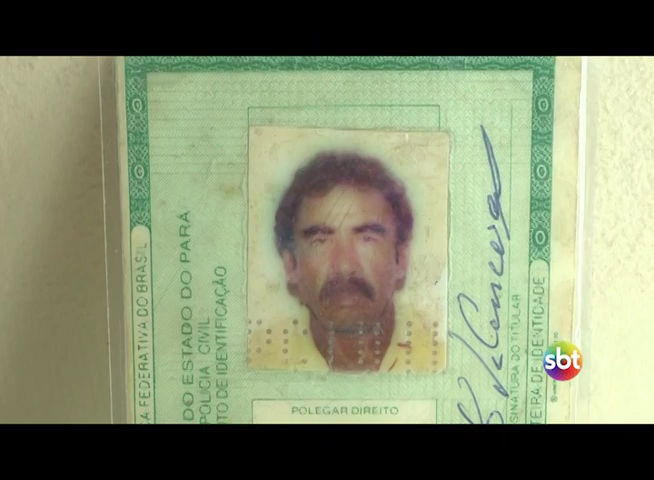 CA FEDERATIVA DO BRASIL
DO ESTADO DO PARÁ
POLÍCIA CIVIL
TO DE IDENTIFICAÇÃO
POLEGAR DIREITO
SINATURA DO TITULAR
TEIRA DE IDENTIDADE
sbt